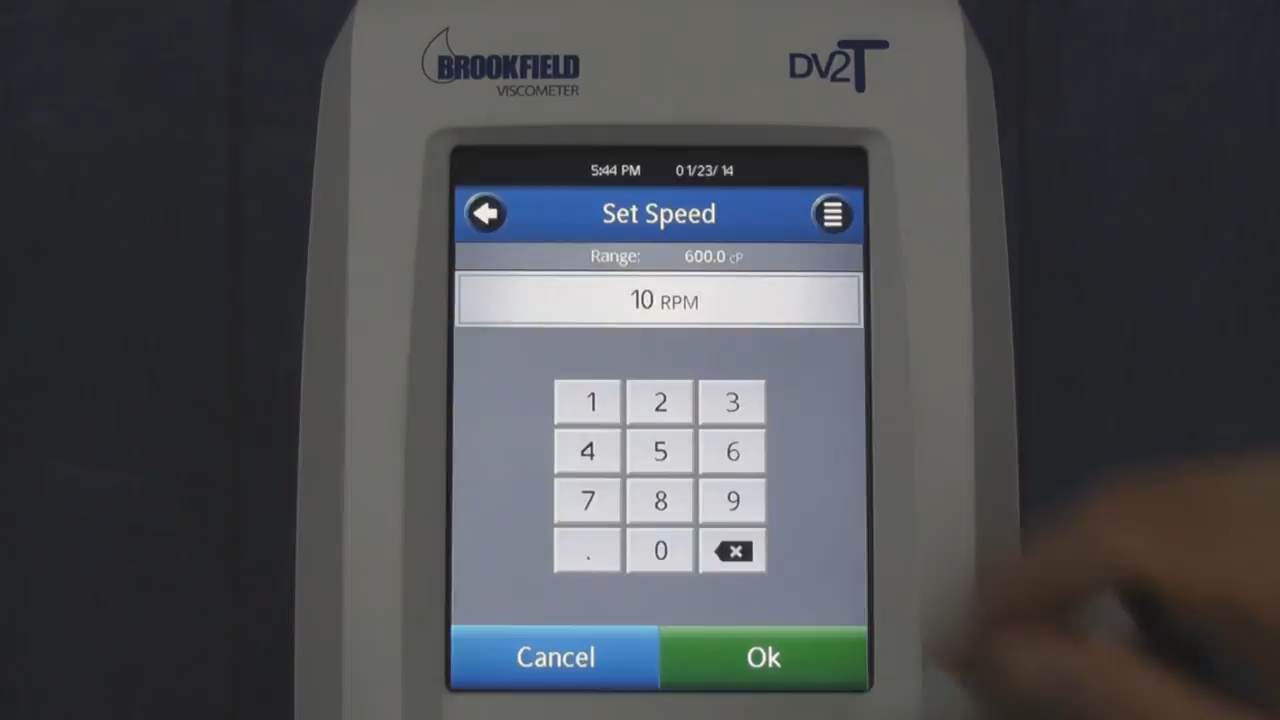 BROOKFIELD
VISCOMETER
DV2T
5:44 PM 01/23/14
Set Speed
Range: 600.0 cP
10 RPM
1 2 3
4 5 6
7 8 9
. 0
Cancel Ok